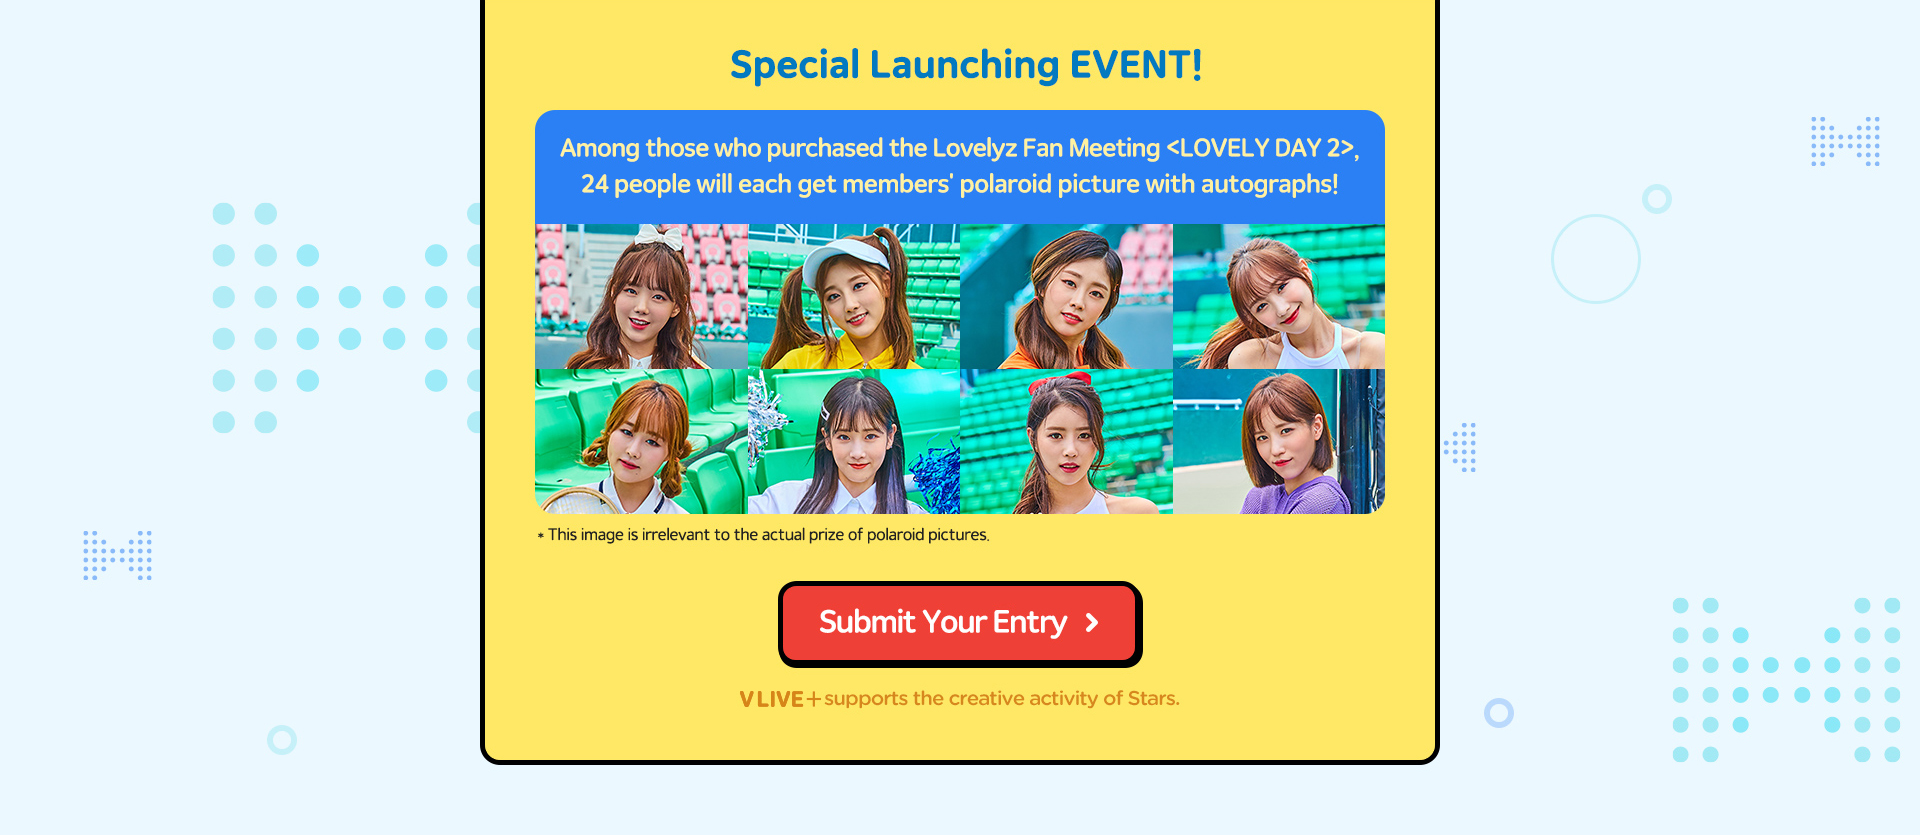 Special Launching EVENT!
Among those who purchased the Lovelyz Fan Meeting <LOVELY DAY 2>,
24 people will each get members' polaroid picture with autographs!
* This image is irrelevant to the actual prize of polaroid pictures.
Submit Your Entry >
V LIVE+ supports the creative activity of Stars.